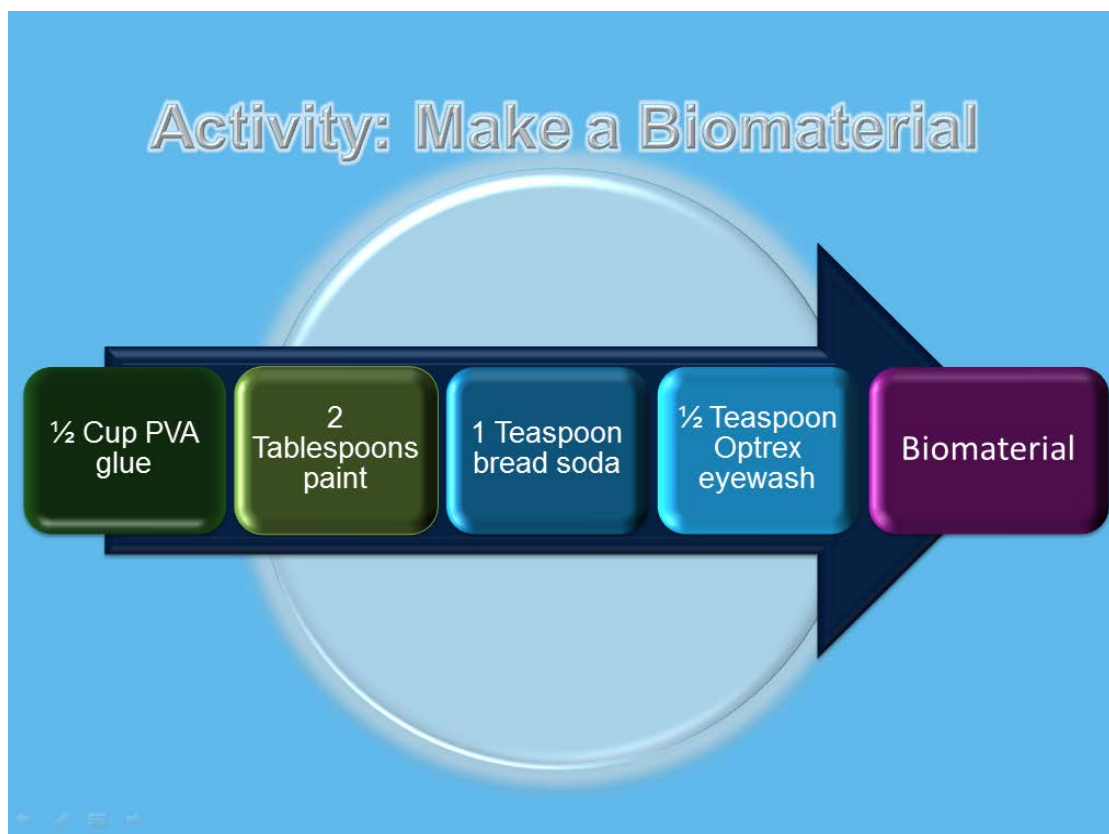 Activity: Make a Biomaterial
½ Cup PVA
glue
2
Tablespoons
paint
1 Teaspoon
bread soda
½ Teaspoon
Optrex
eyewash
Biomaterial